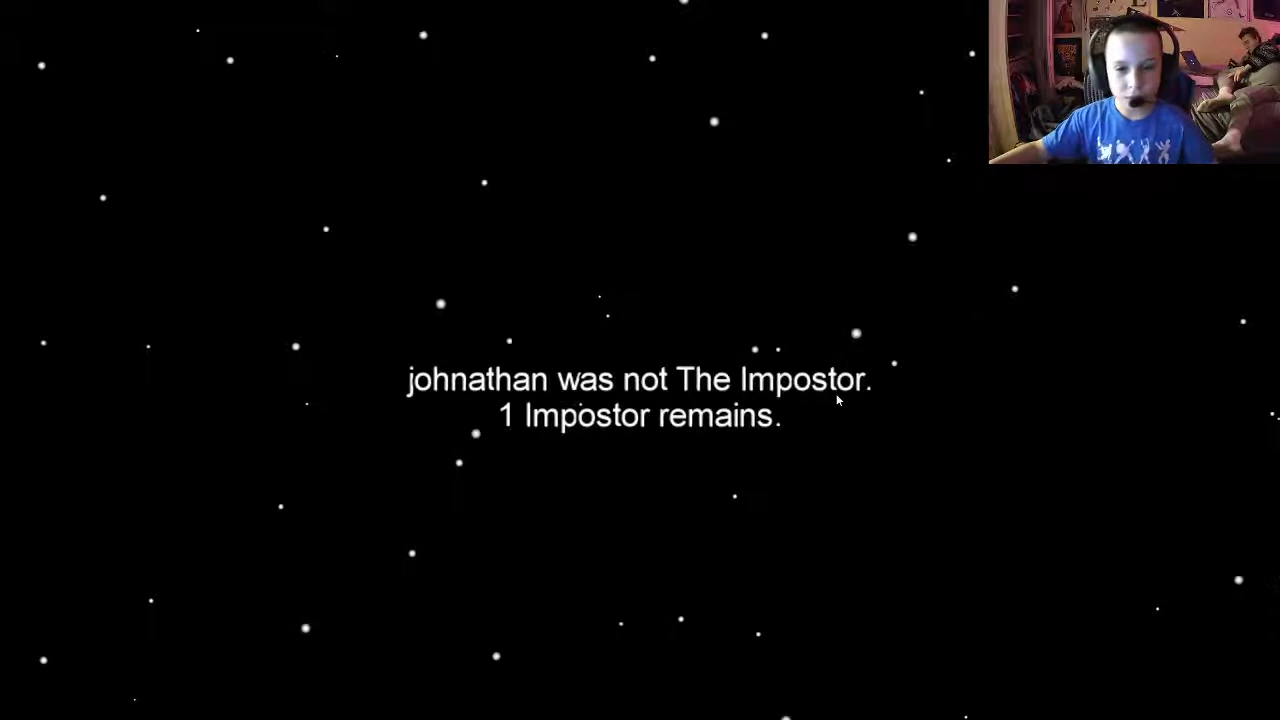 johnathan was not The Impostor.
1 Impostor remains.